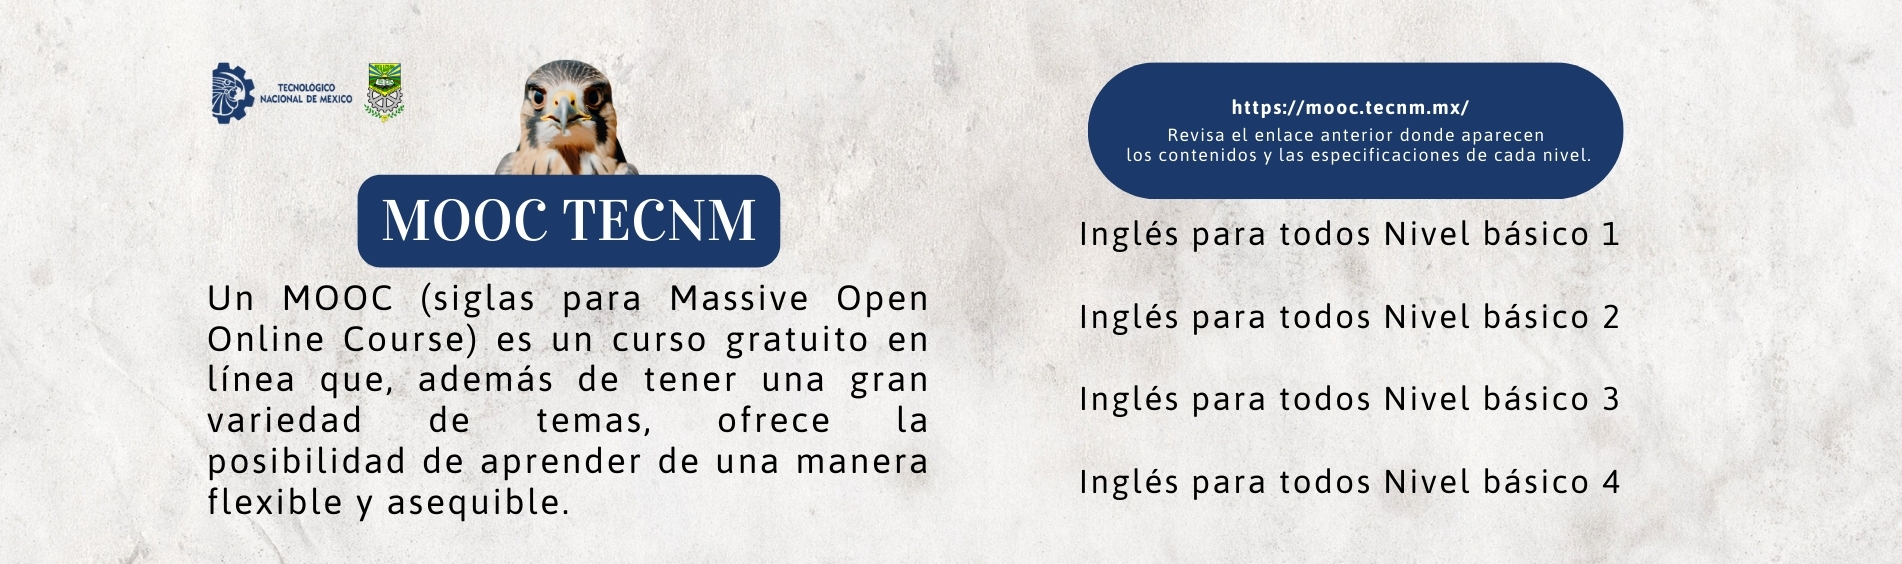 TECNOLÓGICO
NACIONAL DE MÉXICO
MOOC TECNM
Un MOOC (siglas para Massive Open
Online Course) es un curso gratuito en
línea que, además de tener una gran
variedad de temas, ofrece la
posibilidad de aprender de una manera
flexible y asequible.
https://mooc.tecnm.mx/
Revisa el enlace anterior donde aparecen
los contenidos y las especificaciones de cada nivel.
Inglés para todos Nivel básico 1
Inglés para todos Nivel básico 2
Inglés para todos Nivel básico 3
Inglés para todos Nivel básico 4